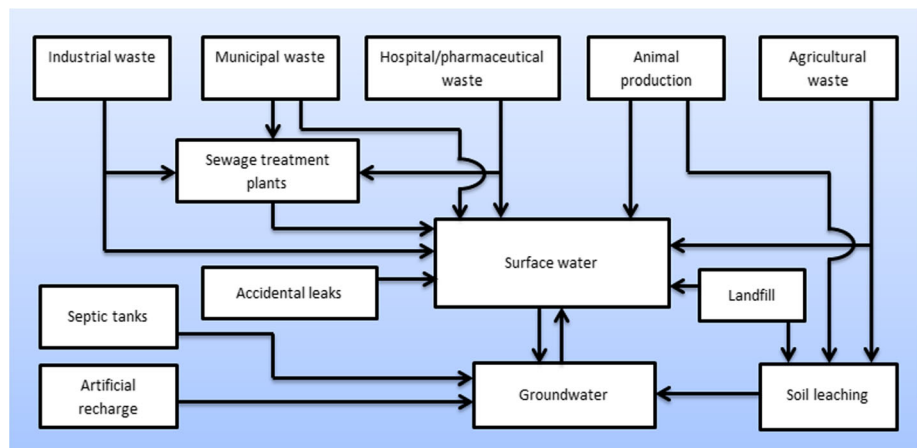 Industrial waste
Municipal waste
Hospital/pharmaceutical
waste
Animal
production
Agricultural
waste
Sewage treatment
plants
Surface water
Accidental leaks
Landfill
Septic tanks
Artificial
recharge
Groundwater
Soil leaching